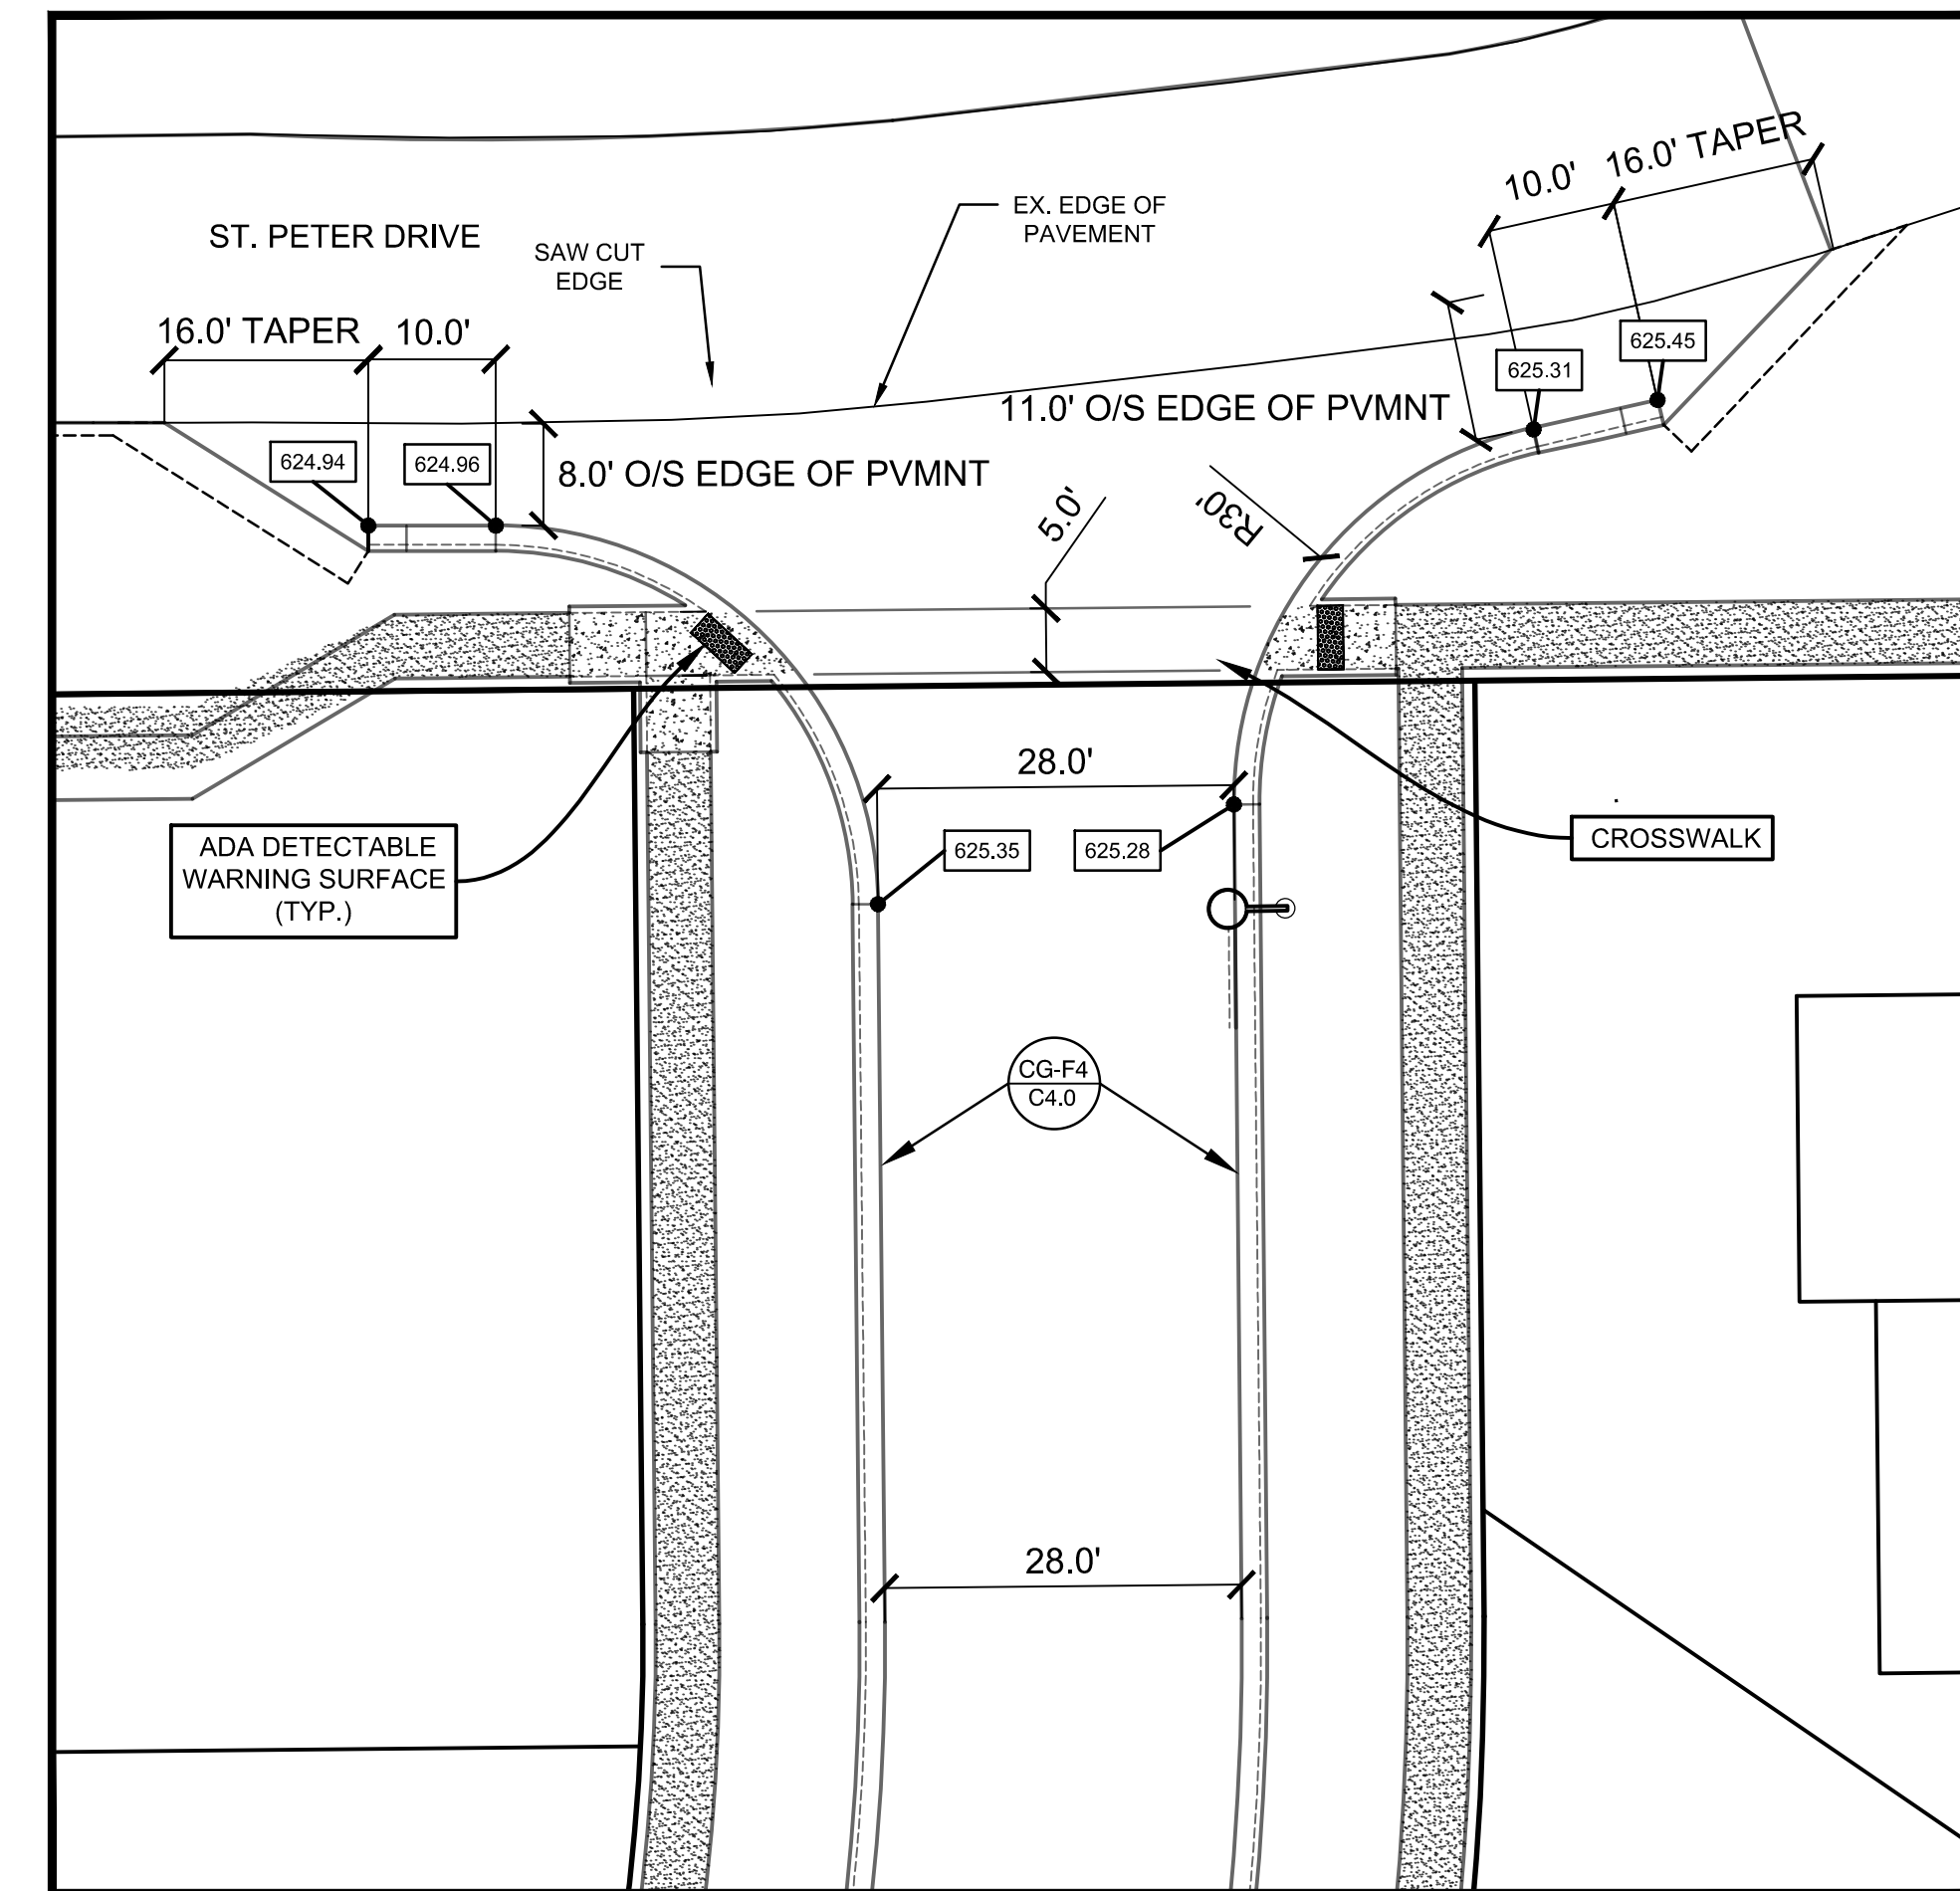 16.0' TAPER
10.0'
EX. EDGE OF
PAVEMENT
ST. PETER DRIVE
SAW CUT
EDGE
16.0' TAPER
10.0'
625.45
625.31
11.0' O/S EDGE OF PVMNT
624.94
624.96
8.0' O/S EDGE OF PVMNT
5.0'
R30'
28.0'
625.35
625.28
CROSSWALK
ADA DETECTABLE
WARNING SURFACE
(TYP.)
CG-F4
C4.0
28.0'